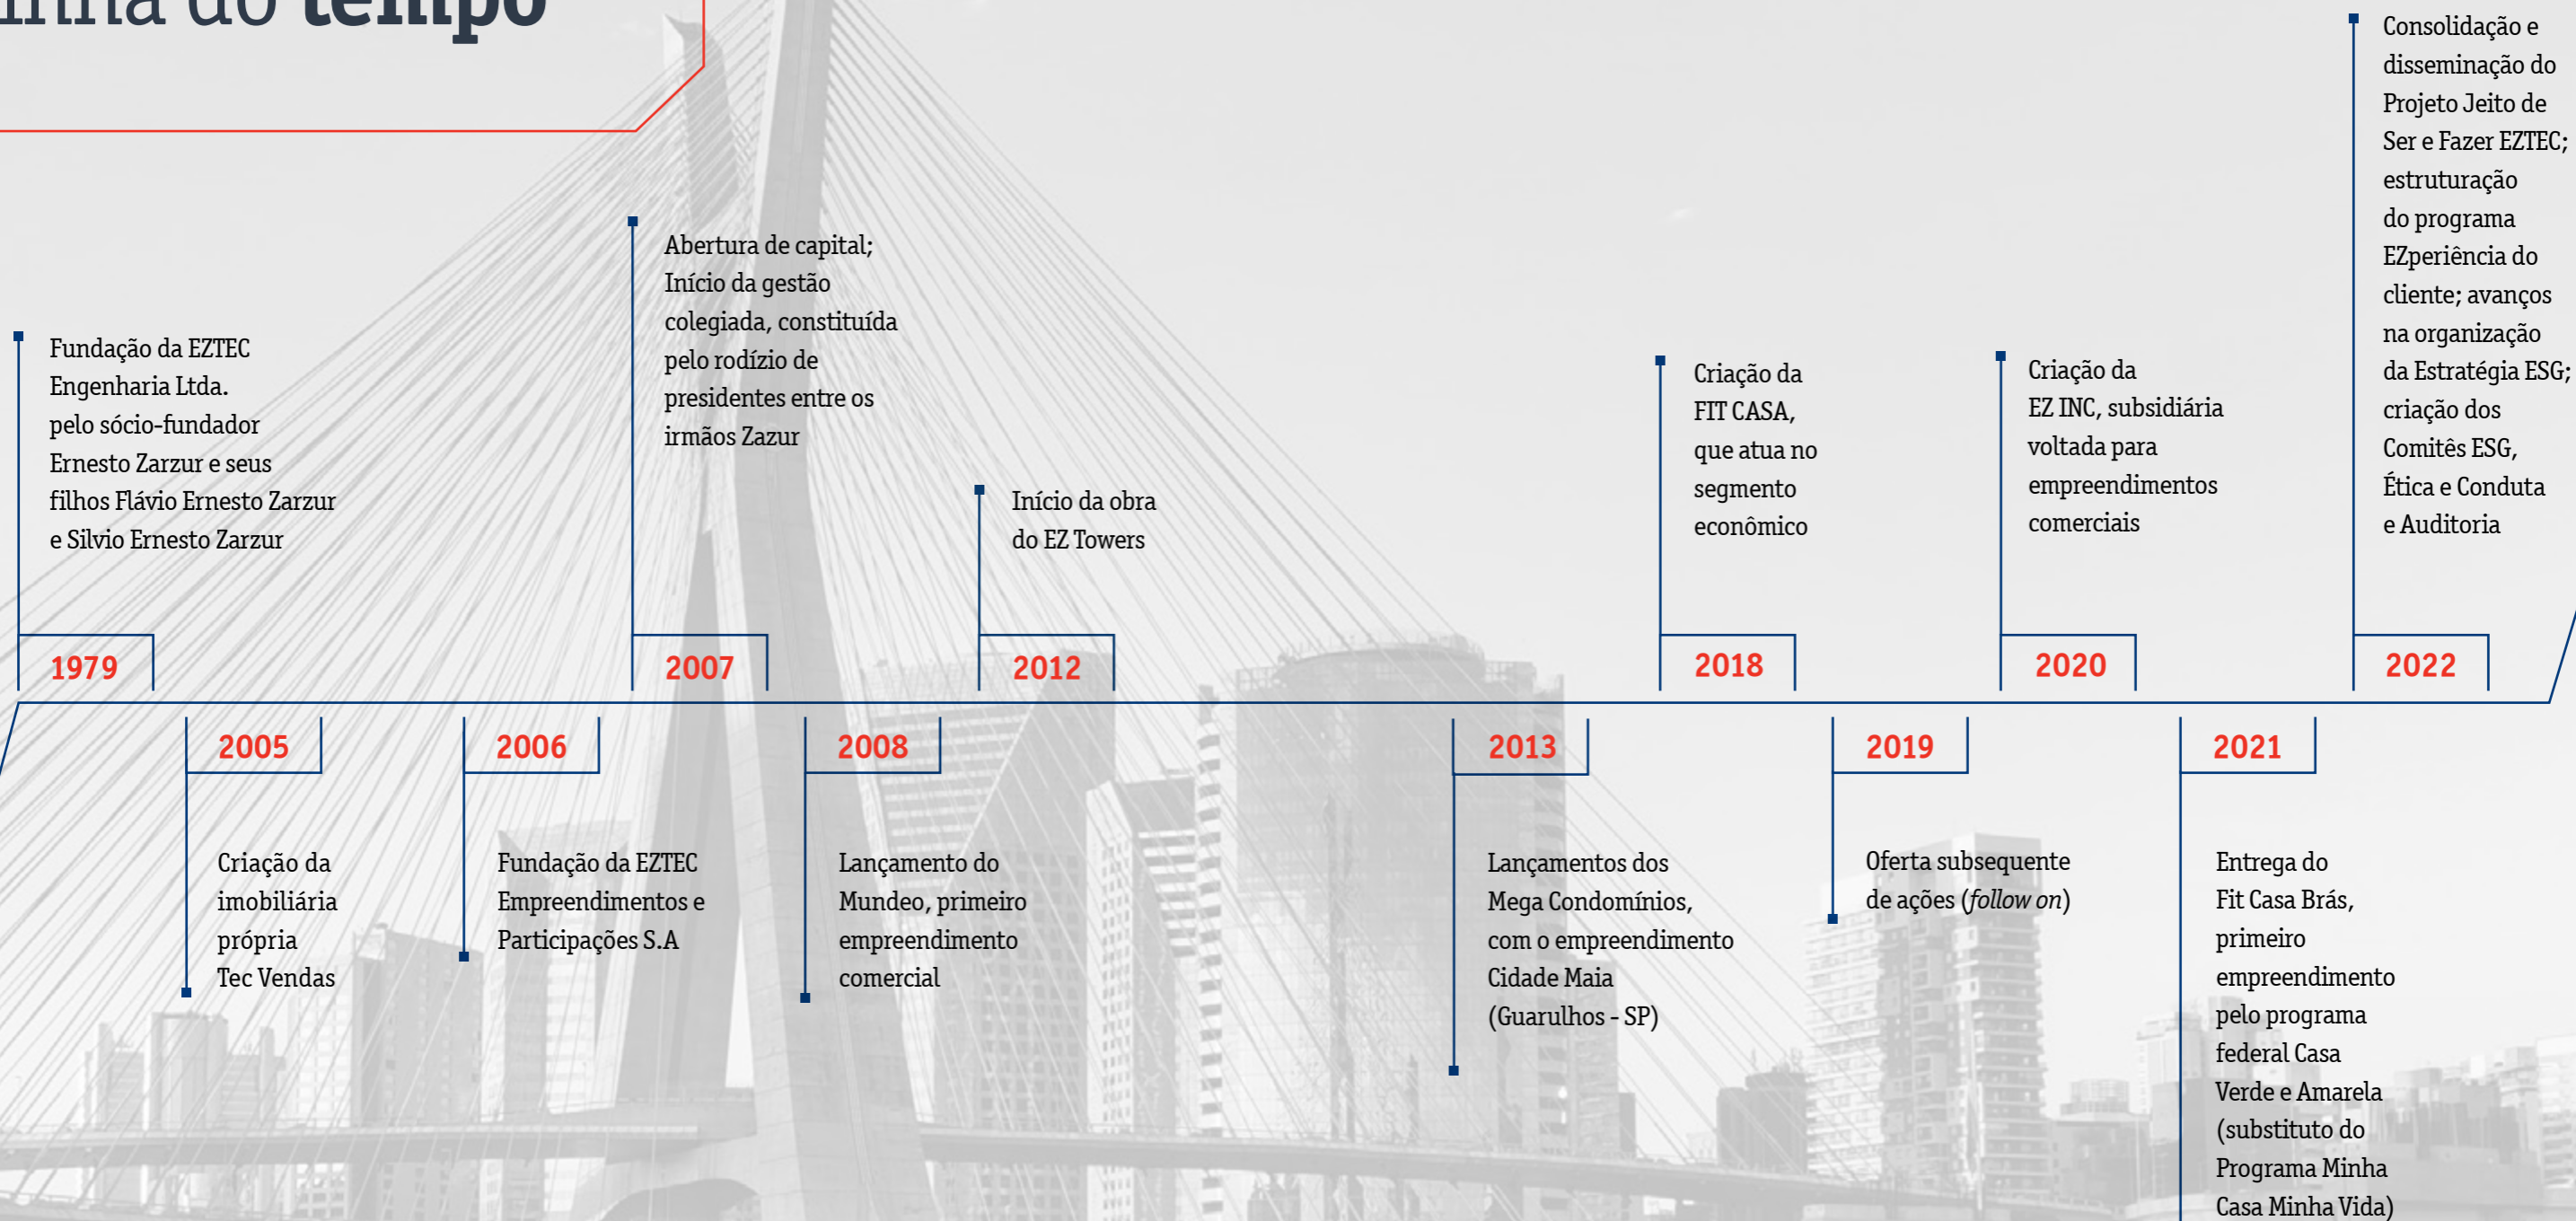 do tempo
Consolidação e
disseminação do
Projeto Jeito de
Ser e Fazer EZTEC;
estruturação
do programa
EZperiência do
cliente; avanços
na organização
da Estratégia ESG;
criação dos
Comitês ESG,
Ética e Conduta
e Auditoria
Abertura de capital;
Início da gestão
colegiada, constituída
pelo rodízio de
presidentes entre os
irmãos Zazur
Fundação da EZTEC
Engenharia Ltda.
pelo sócio-fundador
Ernesto Zarzur e seus
filhos Flávio Ernesto Zarzur
e Silvio Ernesto Zarzur
Início da obra
do EZ Towers
Criação da
FIT CASA,
que atua no
segmento
econômico
Criação da
EZ INC, subsidiária
voltada para
empreendimentos
comerciais
1979
2007
2012
2018
2020
2022
2005
2006
2008
2013
2019
2021
Criação da
imobiliária
própria
Tec Vendas
Fundação da EZTEC
Empreendimentos e
Participações S.A
Lançamento do
Mundeo, primeiro
empreendimento
comercial
Lançamentos dos
Mega Condomínios,
com o empreendimento
Cidade Maia
(Guarulhos - SP)
Oferta subsequente
de ações (follow on)
Entrega do
Fit Casa Brás,
primeiro
empreendimento
pelo programa
federal Casa
Verde e Amarela
(substituto do
Programa Minha
Casa Minha Vida)